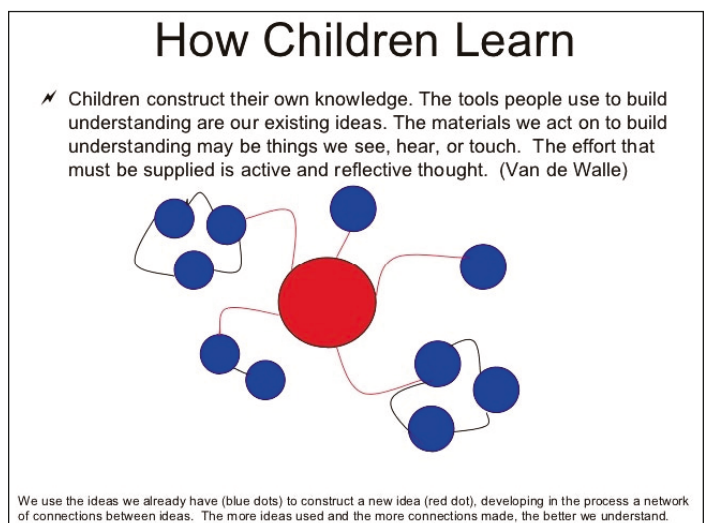 How Children Learn
Children construct their own knowledge. The tools people use to build
understanding are our existing ideas. The materials we act on to build
understanding may be things we see, hear, or touch.  The effort that
must be supplied is active and reflective thought.  (Van de Walle)
We use the ideas we already have (blue dots) to construct a new idea (red dot), developing in the process a network
of connections between ideas.  The more ideas used and the more connections made, the better we understand.